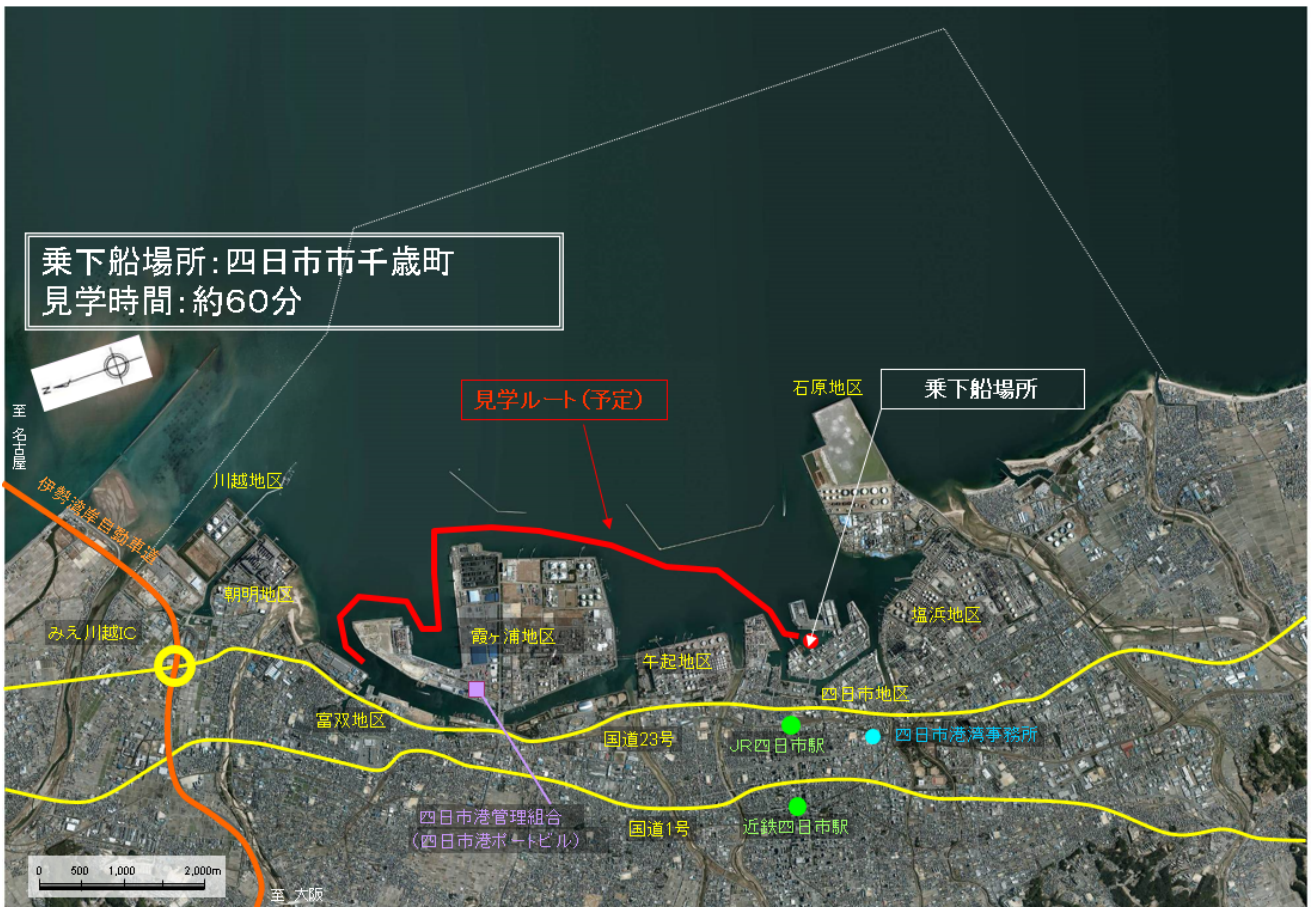 乗下船場所:四日市市千歳町
見学時間:約60分
N
至 名古屋
伊勢湾岸自動車道
川越地区
見学ルート(予定)
石原地区
乗下船場所
朝明地区
みえ川越IC
霞ヶ浦地区
塩浜地区
午起地区
四日市地区
富双地区
国道23号
JR四日市駅
四日市港湾事務所
四日市港管理組合
(四日市港ポートビル)
国道1号
近鉄四日市駅
0 500 1,000 2,000m
至 大阪